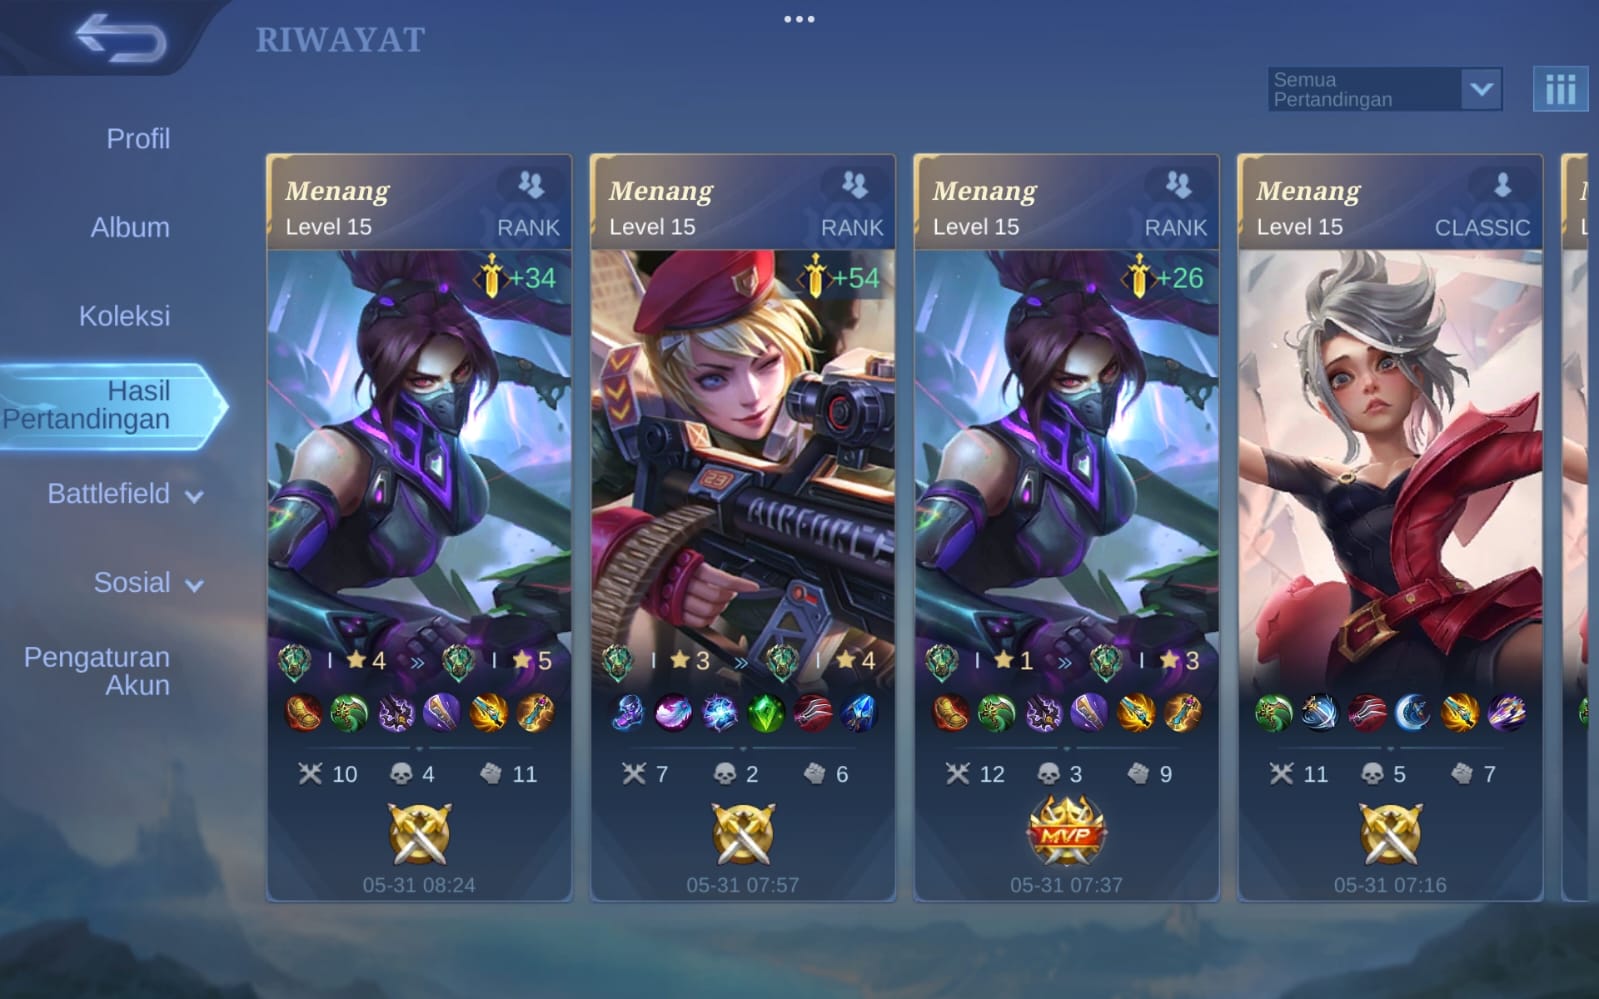 RIWAYAT
Semua
Pertandingan
Profil
Album
Koleksi
Hasil
Pertandingan
Battlefield
Sosial
Pengaturan
Akun
Menang
Level 15
RANK
+34
I 4 » I 5
10 4 11
05-31 08:24
Menang
Level 15
RANK
+54
23
AIRFORCE
I 3 » I 4
7 2 6
05-31 07:57
Menang
Level 15
RANK
+26
I 1 » I 3
12 3 9
MVP
05-31 07:37
Menang
Level 15
CLASSIC
11 5 7
05-31 07:16